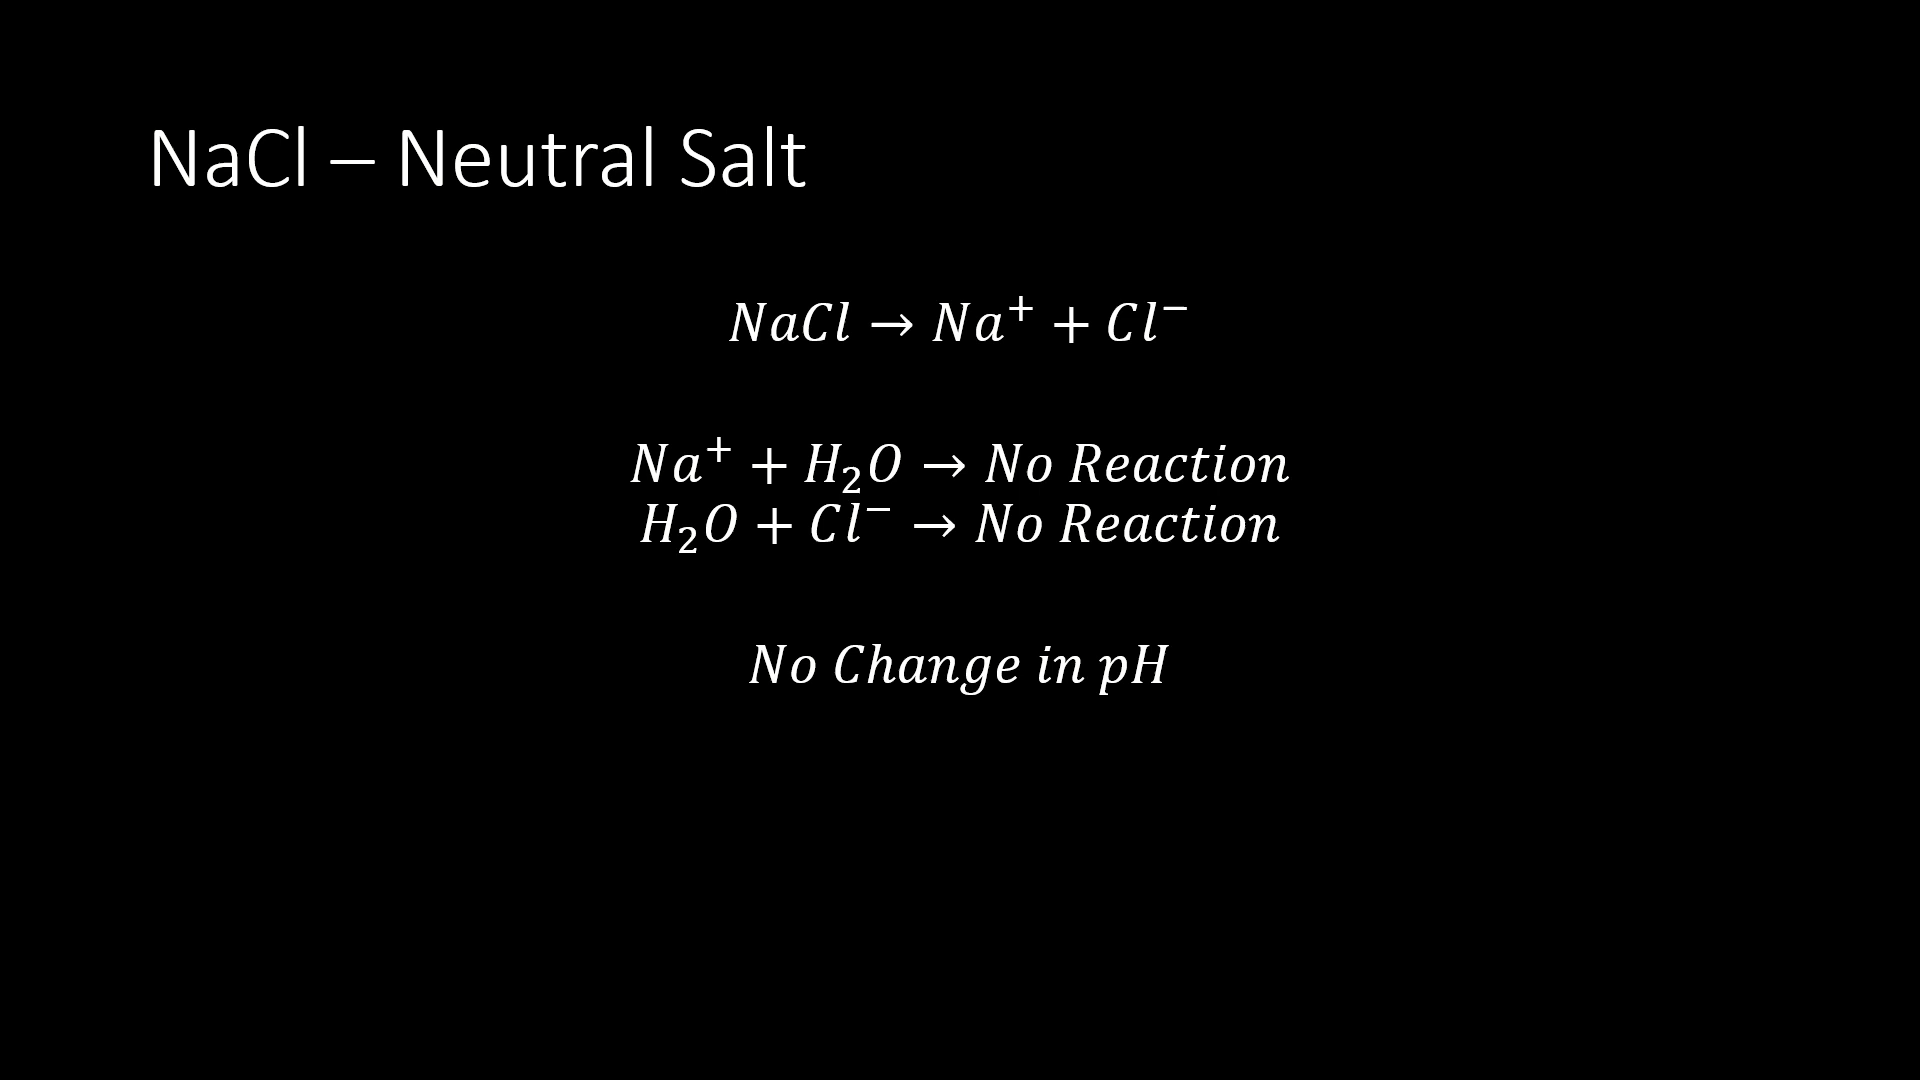 NaCl – Neutral Salt
NaCl → Na⁺ + Cl⁻
Na⁺ + H₂O → No Reaction
H₂O + Cl⁻ → No Reaction
No Change in pH